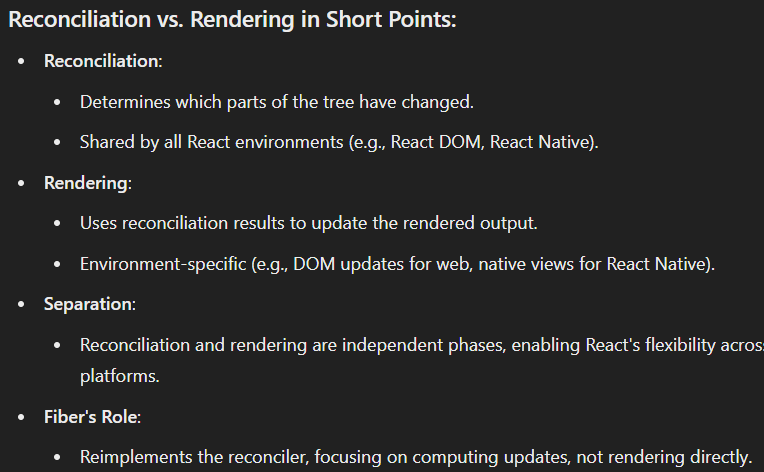 Reconciliation vs. Rendering in Short Points:
• Reconciliation:
• Determines which parts of the tree have changed.
• Shared by all React environments (e.g., React DOM, React Native).
• Rendering:
• Uses reconciliation results to update the rendered output.
• Environment-specific (e.g., DOM updates for web, native views for React Native).
• Separation:
• Reconciliation and rendering are independent phases, enabling React's flexibility acros
platforms.
• Fiber's Role:
• Reimplements the reconciler, focusing on computing updates, not rendering directly.